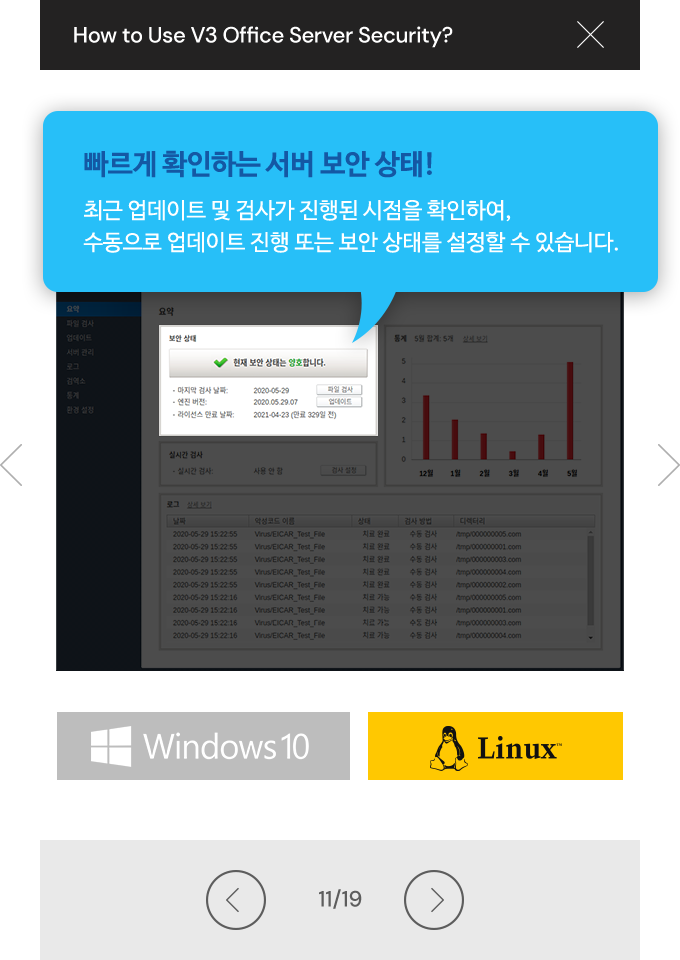 How to Use V3 Office Server Security?
빠르게 확인하는 서버 보안 상태!
최근 업데이트 및 검사가 진행된 시점을 확인하여,
수동으로 업데이트 진행 또는 보안 상태를 설정할 수 있습니다.
요약
파일 검사
업데이트
서버 관리
로그
검역소
통계
환경 설정
요약
보안 상태
현재 보안 상태는 양호합니다.
· 마지막 검사 날짜: 2020-05-29 파일 검사
· 엔진 버전: 2020.05.29.07 업데이트
· 라이선스 만료 날짜: 2021-04-23 (만료 329일 전)
실시간 검사
· 실시간 검사: 사용 안 함 검사 설정
통계 5월 합계: 5개 상세 보기
5
4
3
2
1
0
12월 1월 2월 3월 4월 5월
로그 상세 보기
날짜 악성코드 이름 상태 검사 방법 디렉터리
2020-05-29 15:22:55 Virus/EICAR_Test_File 치료 완료 수동 검사 /tmp/000000005.com
2020-05-29 15:22:55 Virus/EICAR_Test_File 치료 완료 수동 검사 /tmp/000000001.com
2020-05-29 15:22:55 Virus/EICAR_Test_File 치료 완료 수동 검사 /tmp/000000003.com
2020-05-29 15:22:55 Virus/EICAR_Test_File 치료 완료 수동 검사 /tmp/000000004.com
2020-05-29 15:22:55 Virus/EICAR_Test_File 치료 완료 수동 검사 /tmp/000000002.com
2020-05-29 15:22:16 Virus/EICAR_Test_File 치료 가능 수동 검사 /tmp/000000005.com
2020-05-29 15:22:16 Virus/EICAR_Test_File 치료 가능 수동 검사 /tmp/000000001.com
2020-05-29 15:22:16 Virus/EICAR_Test_File 치료 가능 수동 검사 /tmp/000000003.com
2020-05-29 15:22:16 Virus/EICAR_Test_File 치료 가능 수동 검사 /tmp/000000004.com
Windows 10
Linux™
11/19